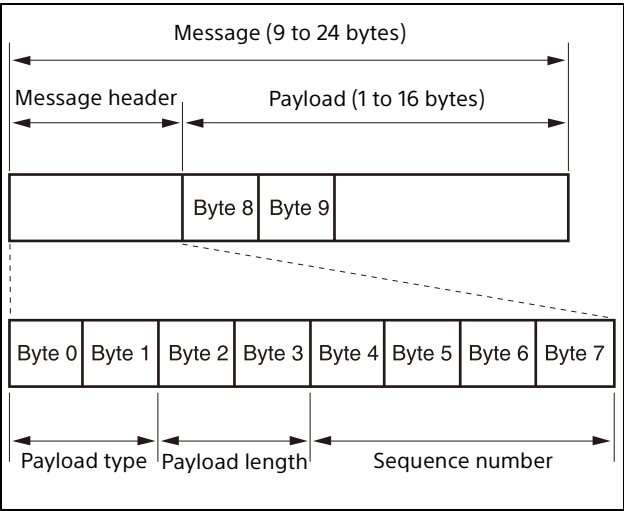 Message (9 to 24 bytes)
Message header Payload (1 to 16 bytes)
Byte 8 Byte 9
Byte 0 Byte 1 Byte 2 Byte 3 Byte 4 Byte 5 Byte 6 Byte 7
Payload type Payload length Sequence number